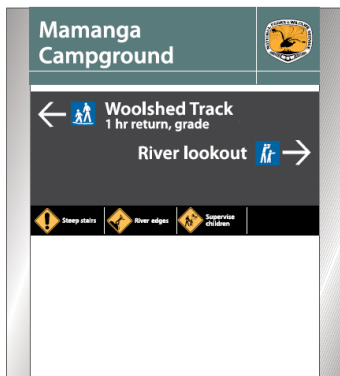 Mamanga
Campground
Woolshed Track
1 hr return, grade
River lookout
Steep stairs
River edges
Supervise
children